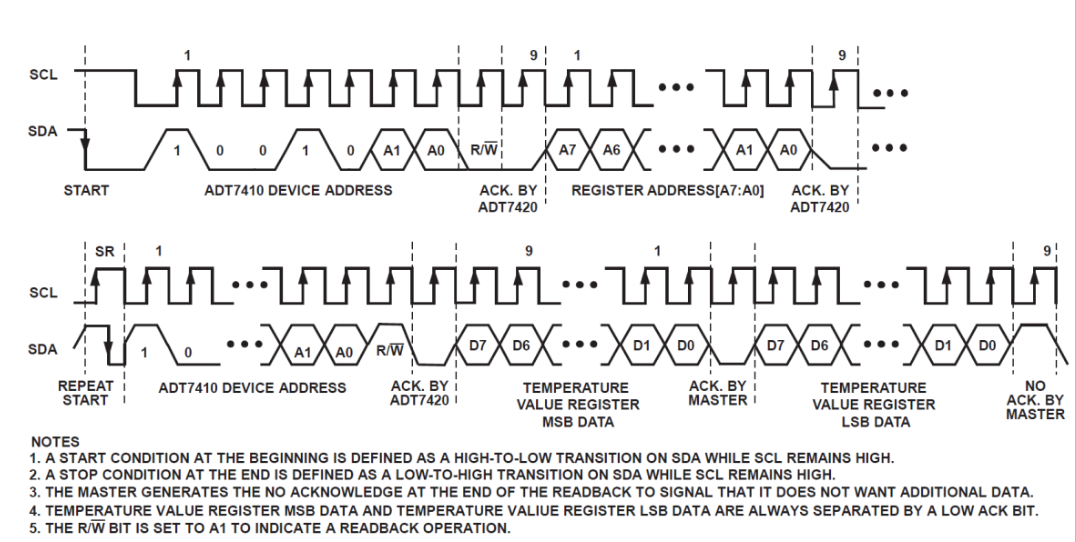 1 9 1 9
SCL
SDA
1 0 0 1 0 A1 A0 R/W A7 A6 A1 A0
START ADT7410 DEVICE ADDRESS ACK. BY REGISTER ADDRESS[A7:A0] ACK. BY
ADT7420 ADT7420
SR 1 9 1 9
SCL
SDA
1 0 A1 A0 R/W D7 D6 D1 D0 D7 D6 D1 D0
REPEAT ADT7410 DEVICE ADDRESS ACK. BY TEMPERATURE ACK. BY TEMPERATURE NO
START ADT7420 VALUE REGISTER MASTER VALUE REGISTER ACK. BY
MSB DATA LSB DATA MASTER
NOTES
1. A START CONDITION AT THE BEGINNING IS DEFINED AS A HIGH-TO-LOW TRANSITION ON SDA WHILE SCL REMAINS HIGH.
2. A STOP CONDITION AT THE END IS DEFINED AS A LOW-TO-HIGH TRANSITION ON SDA WHILE SCL REMAINS HIGH.
3. THE MASTER GENERATES THE NO ACKNOWLEDGE AT THE END OF THE READBACK TO SIGNAL THAT IT DOES NOT WANT ADDITIONAL DATA.
4. TEMPERATURE VALUE REGISTER MSB DATA AND TEMPERATURE VALIUE REGISTER LSB DATA ARE ALWAYS SEPARATED BY A LOW ACK BIT.
5. THE R/W̅ BIT IS SET TO A1 TO INDICATE A READBACK OPERATION.